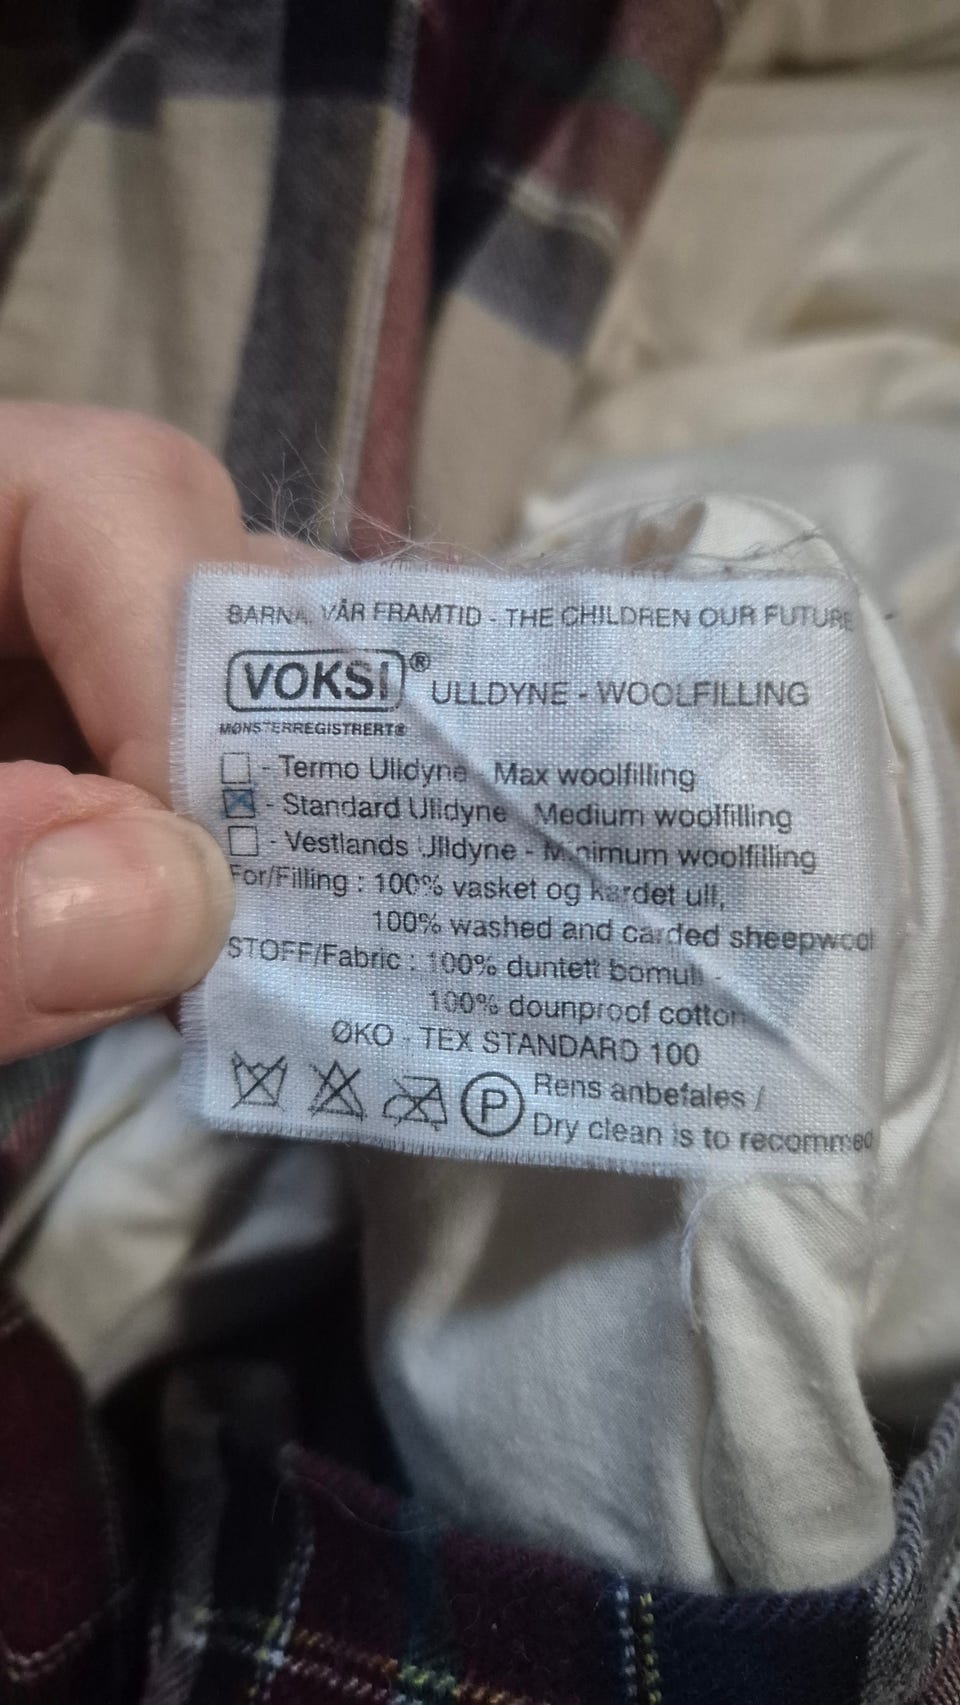 BARNA, VÅR FRAMTID - THE CHILDREN OUR FUTURE
VOKSI® ULLDYNE - WOOLFILLING
MØNSTERREGISTRERT®
- Termo Ulldyne - Max woolfilling
- Standard Ulldyne Medium woolfilling
- Vestlands Ulldyne - Minimum woolfilling
For/Filling : 100% vasket og kardet ull,
100% washed and carded sheepwool
STOFF/Fabric : 100% duntett bomull -
100% dounproof cotton
ØKO - TEX STANDARD 100
P Rens anbefales /
Dry clean is to recommed